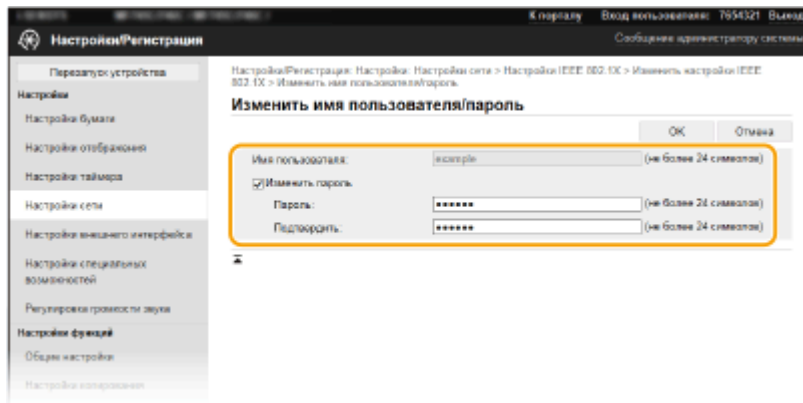 К порталу Вход пользователя: 7654321 Выход
Настройки/Регистрация
Сообщение администратору системы
Перезапуск устройства
Настройки
Настройки бумаги
Настройки отображения
Настройки таймера
Настройки сети
Настройки внешнего интерфейса
Настройки специальных
возможностей
Регулировка громкости звука
Настройки функций
Общие настройки
Настройки копирования
Настройки/Регистрация: Настройки: Настройки сети > Настройки IEEE 802.1X > Изменить настройки IEEE
802.1X > Изменить имя пользователя/пароль
Изменить имя пользователя/пароль
OK Отмена
Имя пользователя: example (не более 24 символов)
Изменить пароль
Пароль: •••••• (не более 24 символов)
Подтвердить: •••••• (не более 24 символов)